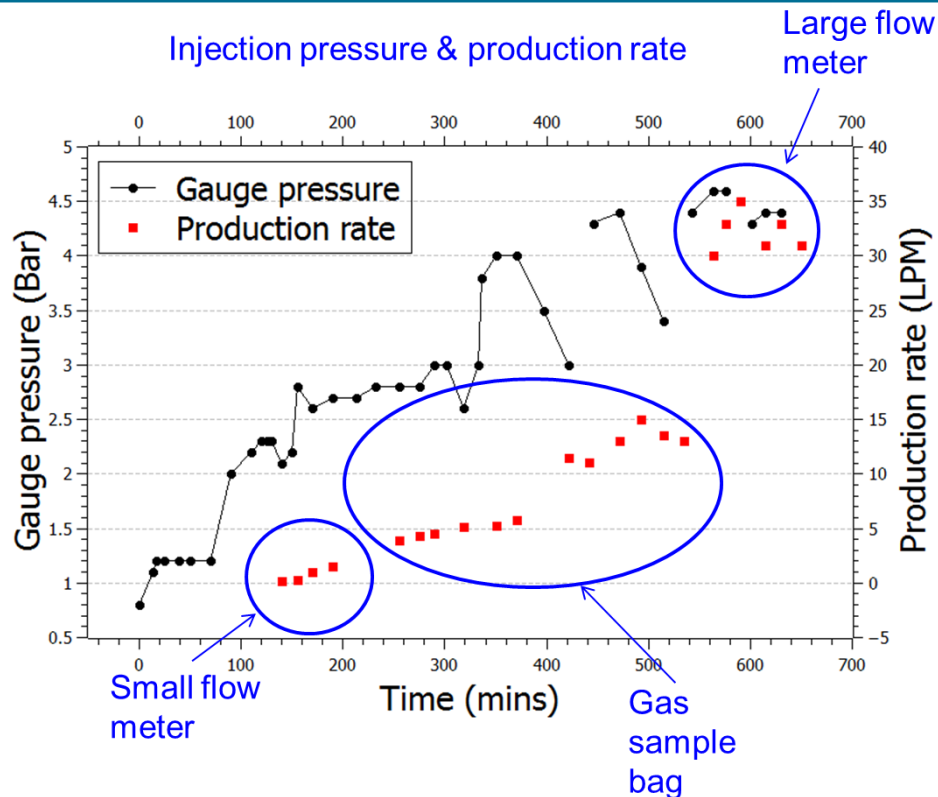 Injection pressure & production rate
Large flow
meter
0 100 200 300 400 500 600 700
Gauge pressure
Production rate
Gauge pressure (Bar)
5
4.5
4
3.5
3
2.5
2
1.5
1
0.5
Production rate (LPM)
40
35
30
25
20
15
10
5
0
−5
0 100 200 300 400 500 600 700
Time (mins)
Small flow
meter
Gas
sample
bag